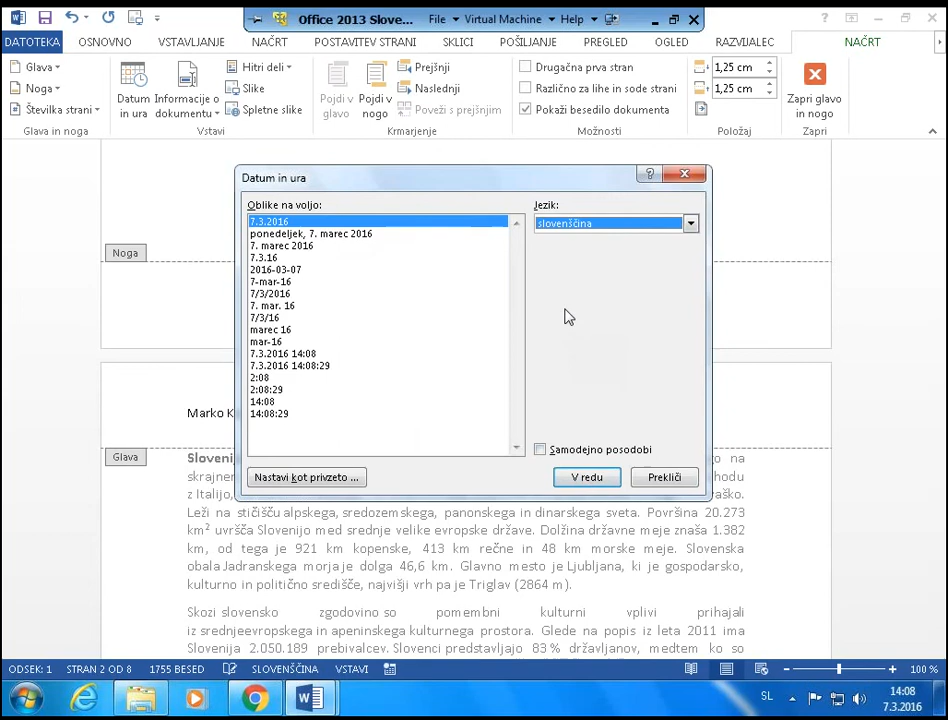 Office 2013 Slove...
File
Virtual Machine
Help
DATOTEKA
OSNOVNO
VSTAVLJANJE
NAČRT
POSTAVITEV STRANI
SKLICI
POŠILJANJE
PREGLED
OGLED
RAZVIJALEC
NAČRT
Glava
Noga
Številka strani
Glava in noga
Datum in ura
Informacije o dokumentu
Hitri deli
Slike
Spletne slike
Vstavi
Pojdi v glavo
Pojdi v nogo
Prejšnji
Naslednji
Poveži s prejšnjim
Krmarjenje
Drugačna prva stran
Različno za lihe in sode strani
Pokaži besedilo dokumenta
Možnosti
1,25 cm
1,25 cm
Položaj
Zapri glavo in nogo
Zapri
Datum in ura
Oblike na voljo:
Jezik:
7.3.2016
slovenščina
ponedeljek, 7. marec 2016
7. marec 2016
7.3.16
2016-03-07
7-mar-16
7/3/2016
7. mar. 16
7/3/16
marec 16
mar-16
7.3.2016 14:08
7.3.2016 14:08:29
2:08
2:08:29
14:08
14:08:29
Samodejno posodobi
Nastavi kot privzeto ...
V redu
Prekliči
Noga
Marko K
Glava
Sloveni
go na
skrajne
hodu
z Italijo,
vaško.
Leži na stičišču alpskega, sredozemskega, panonskega in dinarskega sveta. Površina 20.273
km² uvršča Slovenijo med srednje velike evropske države. Dolžina državne meje znaša 1.382
km, od tega je 921 km kopenske, 413 km rečne in 48 km morske meje. Slovenska
obala Jadranskega morja je dolga 46,6 km. Glavno mesto je Ljubljana, ki je gospodarsko,
kulturno in politično središče, najvišji vrh pa je Triglav (2864 m).
Skozi slovensko zgodovino so pomembni kulturni vplivi prihajali
iz srednjeevropskega in apeninskega kulturnega prostora. Glede na popis iz leta 2011 ima
Slovenija 2.050.189 prebivalcev. Slovenci predstavljajo 83 % državljanov, medtem ko so
ODSEK: 1
STRAN 2 OD 8
1755 BESED
SLOVENŠČINA
VSTAVI
100 %
SL
14:08
7.3.2016